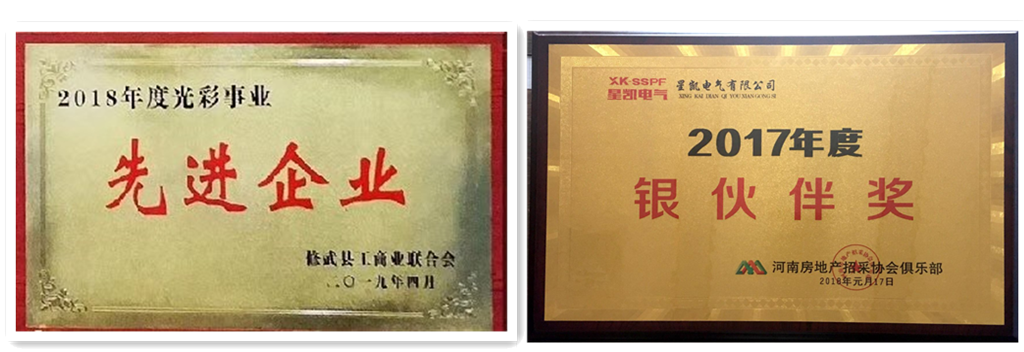 2018年度光彩事业
先进企业
修武县工商业联合会
二〇一九年四月
XK-SSPF
星凯电气
星凯电气有限公司
XING KAI DIAN QI YOU XIAN GONG SI
2017年度
银伙伴奖
河南房地产招采协会俱乐部
2018年元月17日